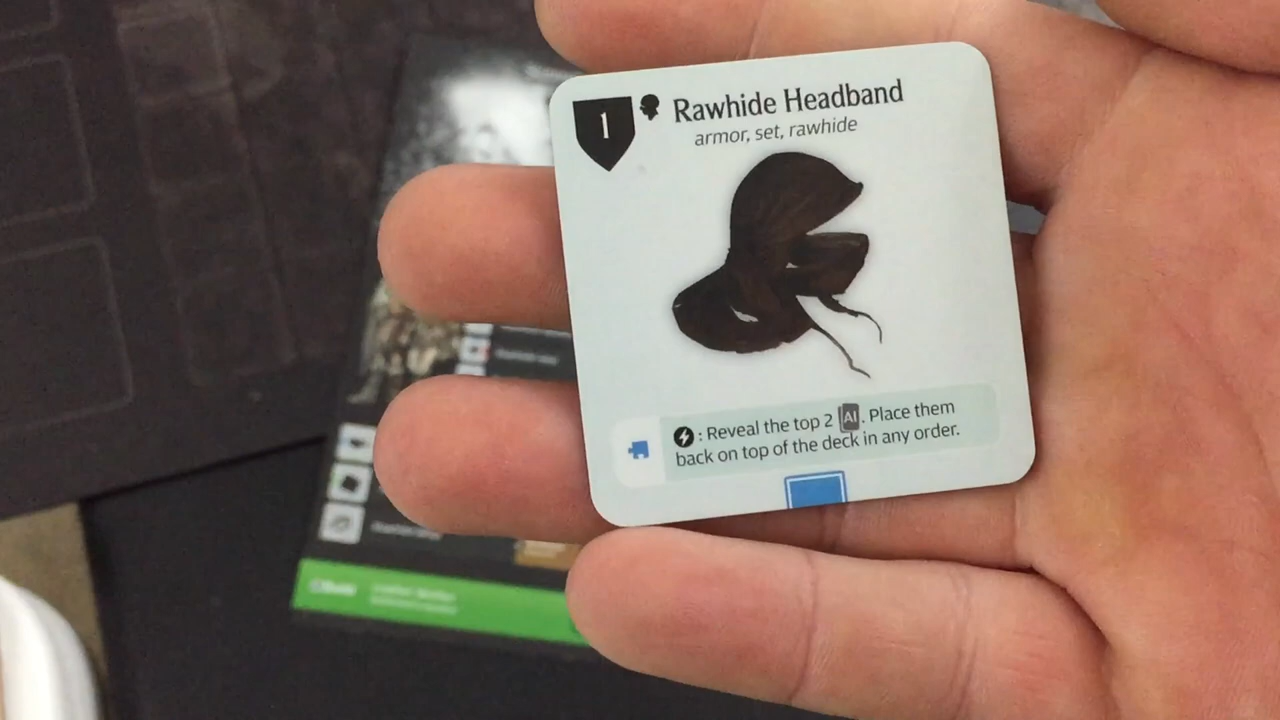 1 Rawhide Headband
armor, set, rawhide
: Reveal the top 2 AI. Place them
back on top of the deck in any order.